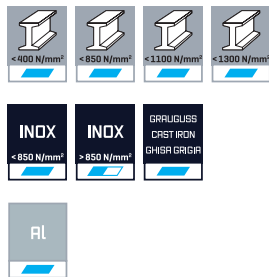 <400 N/mm²
<850 N/mm²
<1100 N/mm²
<1300 N/mm²
INOX
<850 N/mm²
INOX
>850 N/mm²
GRAUGUSS
CAST IRON
GHISA GRIGIA
Al